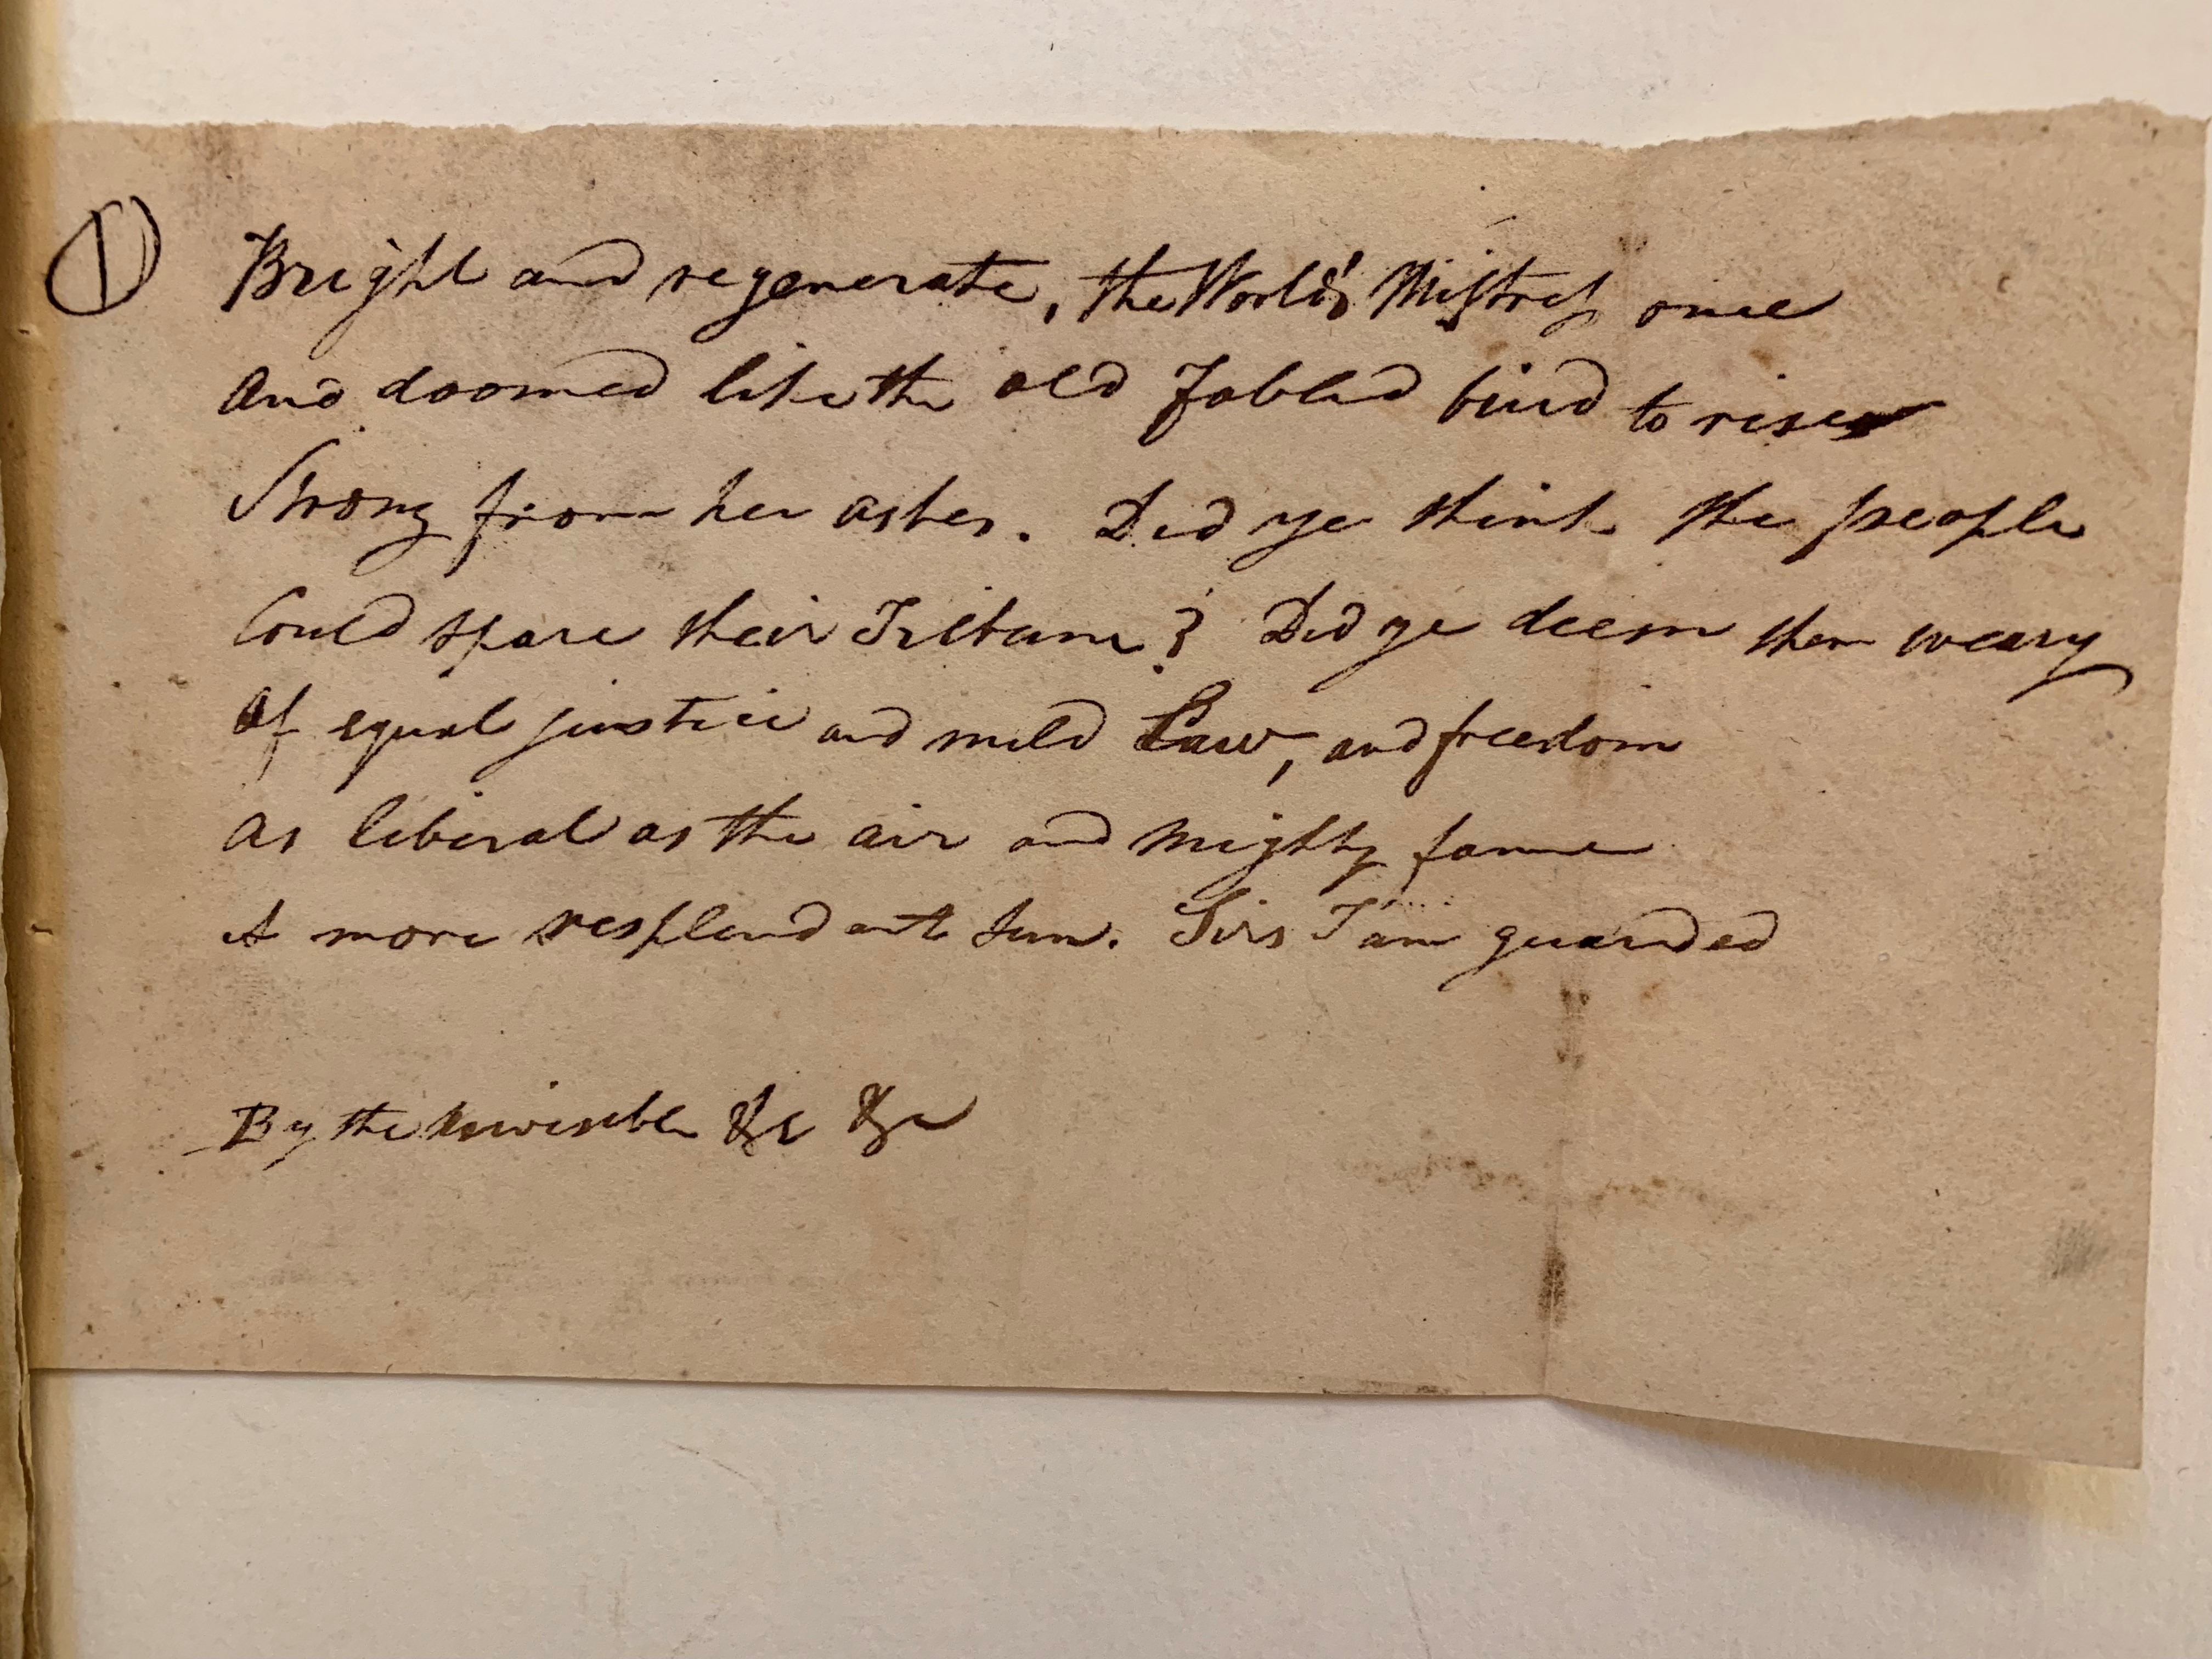 ① Bright and regenerate, the World's Mistress once
And doomed like the old Fabled bird to rise
Strong from her ashes. Did ye think the people
Could spare their Tribune? Did ye deem them weary
Of equal justice and mild Law, and freedom
As liberal as the air and mighty fame
A more resplendant Sun. Sirs I am guarded
By the invisible &c &c